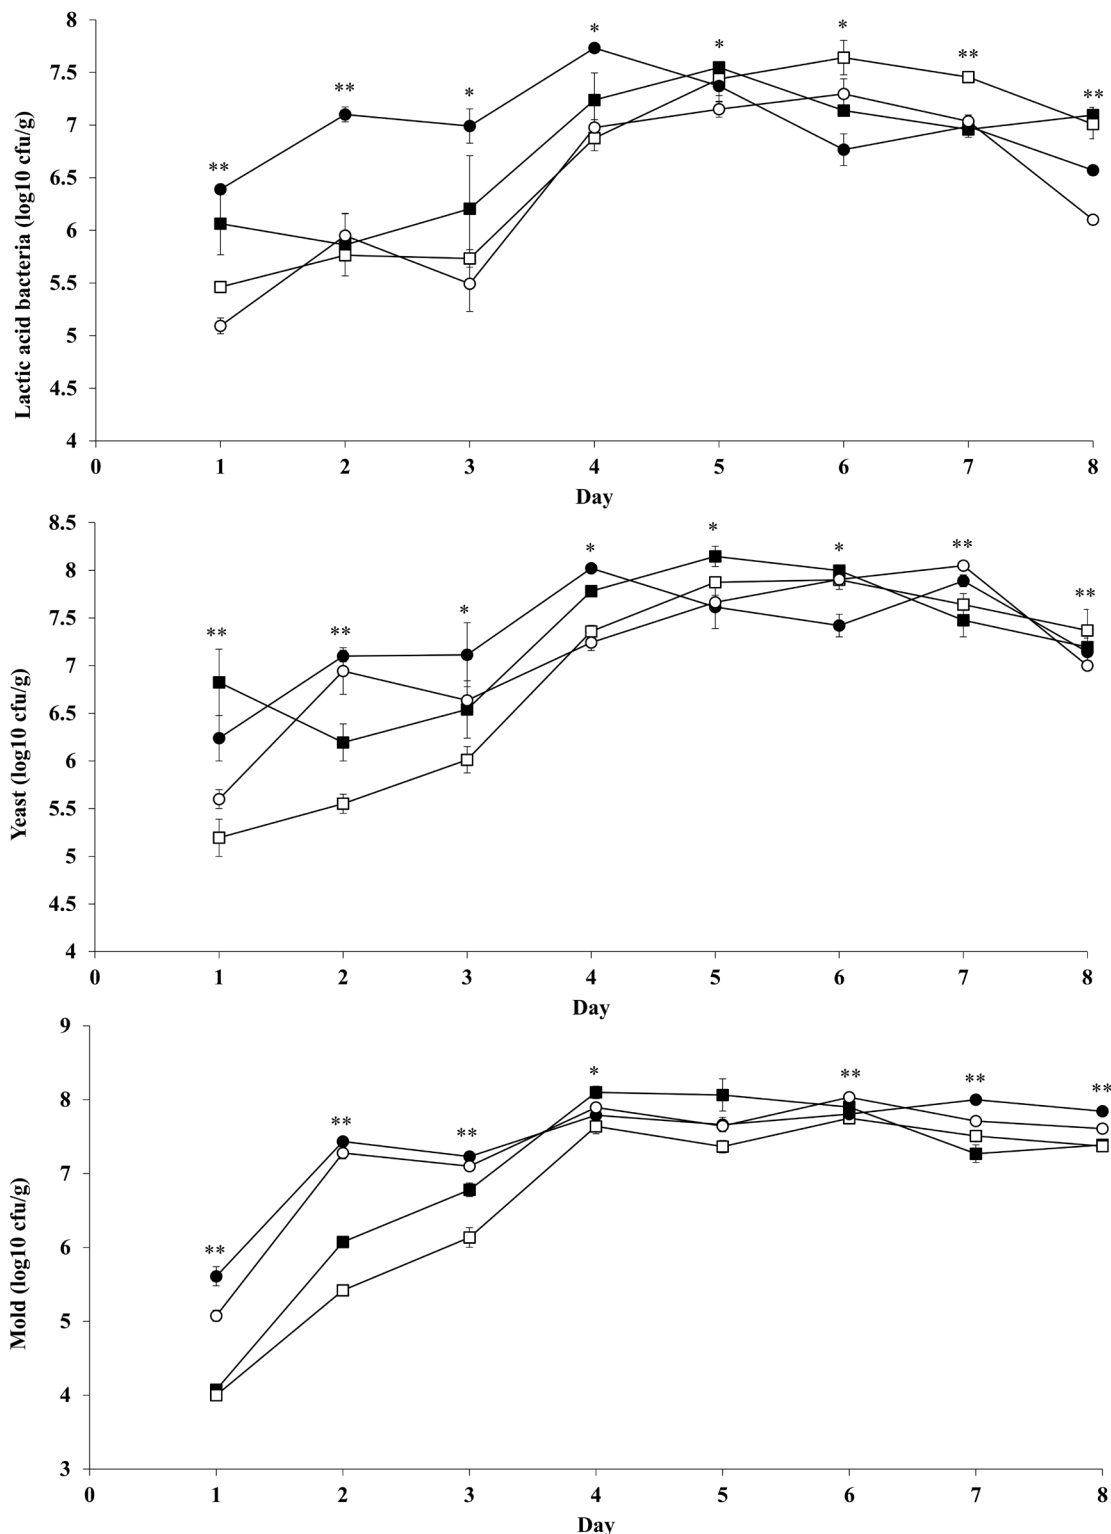 Lactic acid bacteria (log10 cfu/g)
8
7.5
7
6.5
6
5.5
5
4.5
4
** ** * * * * ** **
0 1 2 3 4 5 6 7 8
Day
Yeast (log10 cfu/g)
8.5
8
7.5
7
6.5
6
5.5
5
4.5
4
** ** * * * * ** **
0 1 2 3 4 5 6 7 8
Day
Mold (log10 cfu/g)
9
8
7
6
5
4
3
** ** ** * ** ** **
0 1 2 3 4 5 6 7 8
Day